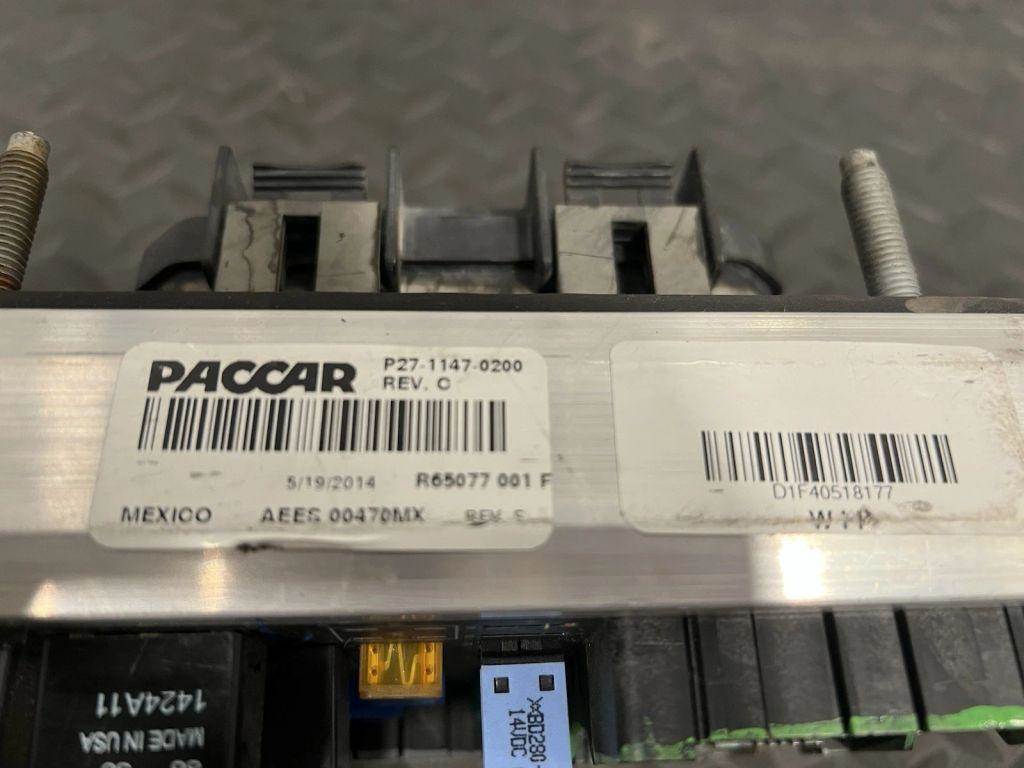 PACCAR
P27-1147-0200
REV. C
5/19/2014
R65077 001 F
MEXICO
AEES 00470MX
REV.
D1F40518177
WIP
1424A11
MADE IN USA
14VDC